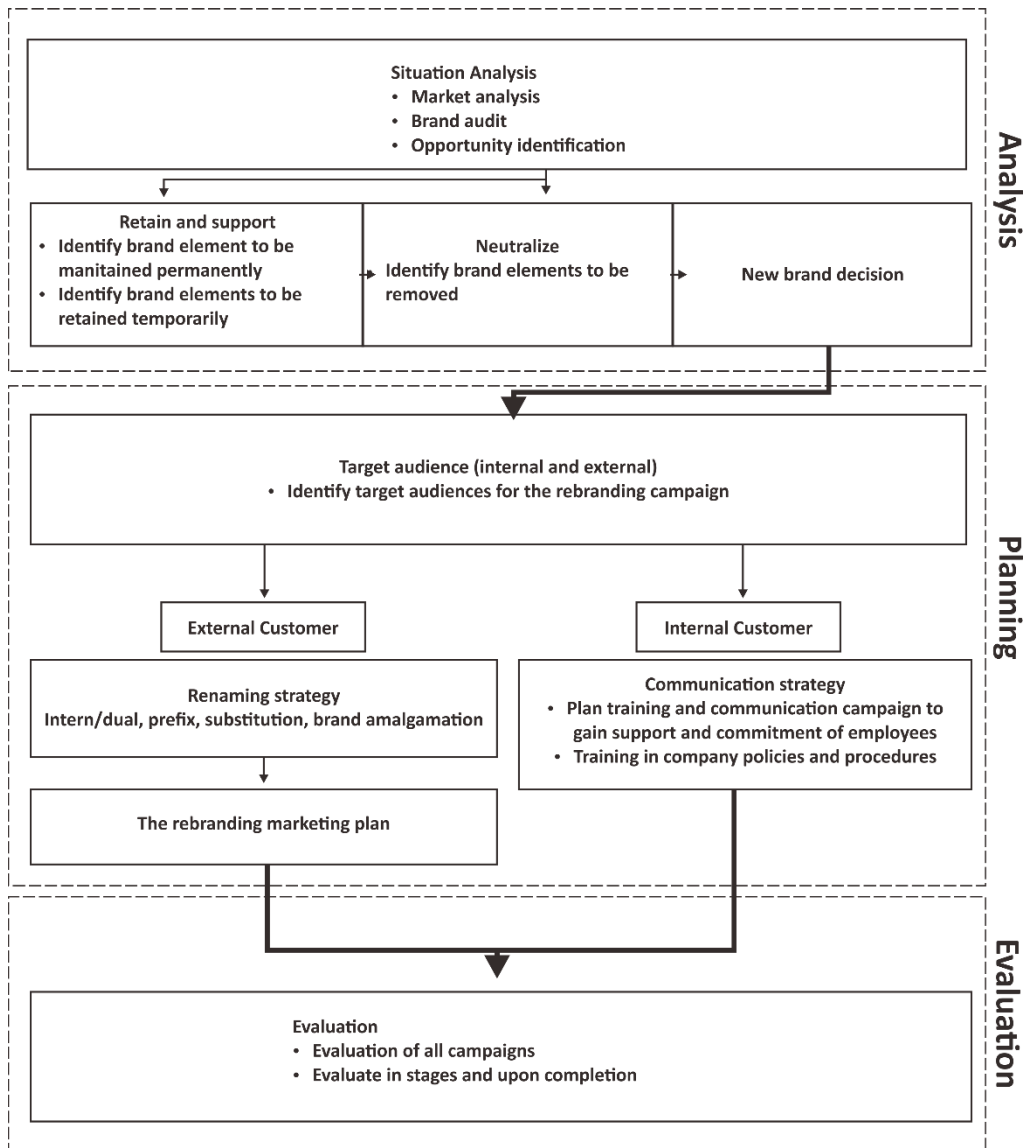 Situation Analysis
• Market analysis
• Brand audit
• Opportunity identification
Analysis
Retain and support
• Identify brand element to be
manitained permanently
• Identify brand elements to be
retained temporarily
Neutralize
Identify brand elements to be
removed
New brand decision
Target audience (internal and external)
• Identify target audiences for the rebranding campaign
Planning
External Customer
Renaming strategy
Intern/dual, prefix, substitution, brand amalgamation
The rebranding marketing plan
Internal Customer
Communication strategy
• Plan training and communication campaign to
gain support and commitment of employees
• Training in company policies and procedures
Evaluation
Evaluation
• Evaluation of all campaigns
• Evaluate in stages and upon completion